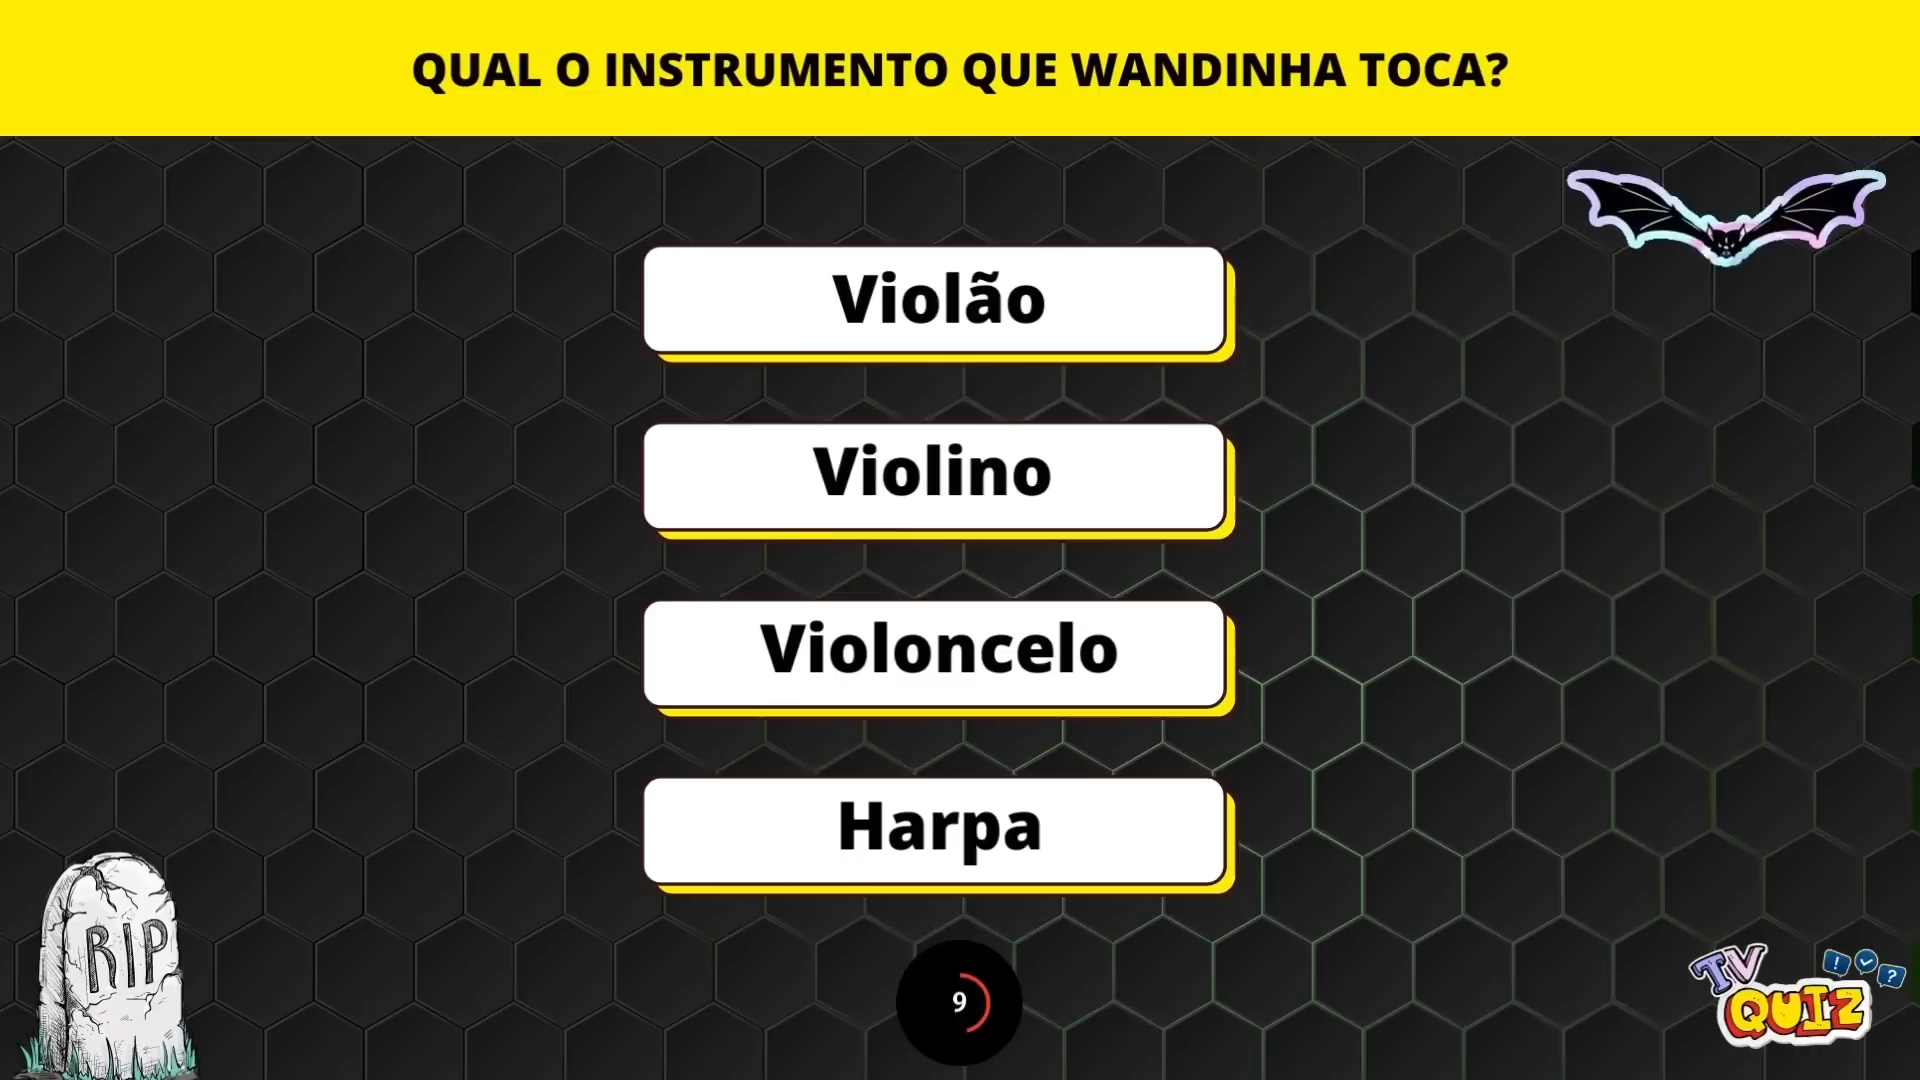 QUAL O INSTRUMENTO QUE WANDINHA TOCA?
Violão
Violino
Violoncelo
Harpa
RIP
9
TV
QUIZ
! ?